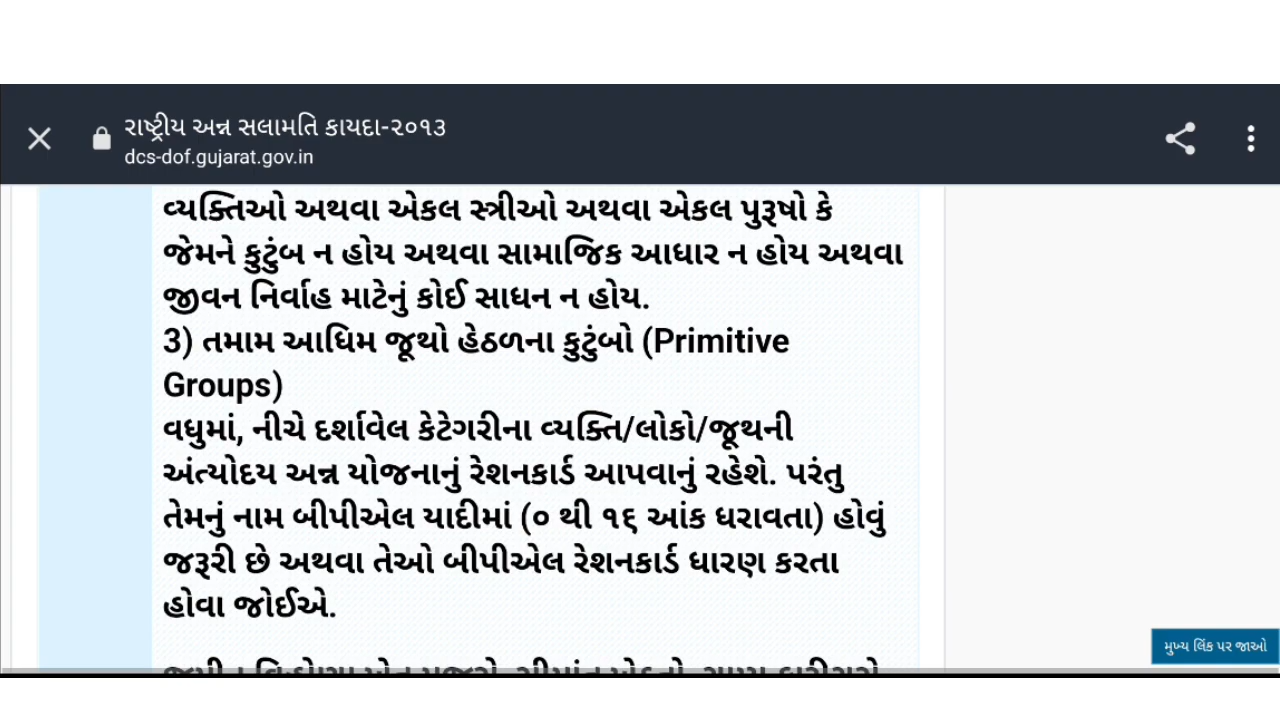 રાષ્ટ્રીય અન્ન સલામતિ કાયદા-૨૦૧૩
dcs-dof.gujarat.gov.in
વ્યક્તિઓ અથવા એકલ સ્ત્રીઓ અથવા એકલ પુરૂષો કે
જેમને કુટુંબ ન હોય અથવા સામાજિક આધાર ન હોય અથવા
જીવન નિર્વાહ માટેનું કોઈ સાધન ન હોય.
3) તમામ આધિમ જૂથો હેઠળના કુટુંબો (Primitive
Groups)
વધુમાં, નીચે દર્શાવેલ કેટેગરીના વ્યક્તિ/લોકો/જૂથની
અંત્યોદય અન્ન યોજનાનું રેશનકાર્ડ આપવાનું રહેશે. પરંતુ
તેમનું નામ બીપીએલ યાદીમાં (૦ થી ૧૬ આંક ધરાવતા) હોવું
જરૂરી છે અથવા તેઓ બીપીએલ રેશનકાર્ડ ધારણ કરતા
હોવા જોઈએ.
મુખ્ય લિંક પર જાઓ